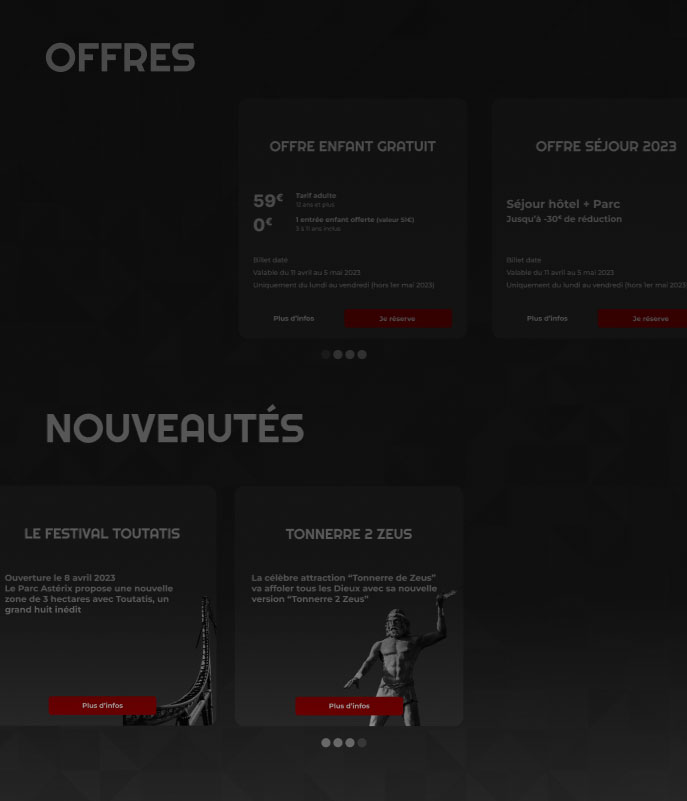 OFFRES
OFFRE ENFANT GRATUIT
59€ Tarif adulte
12 ans et plus
0€ 1 entrée enfant offerte (valeur 51€)
3 à 11 ans inclus
Billet daté
Valable du 11 avril au 5 mai 2023
Uniquement du lundi au vendredi (hors 1er mai 2023)
Plus d'infos Je réserve
OFFRE SÉJOUR 2023
Séjour hôtel + Parc
Jusqu'à -30€ de réduction
Billet daté
Valable du 11 avril au 5 mai 2023
Uniquement du lundi au vendredi (hors 1er mai 2023
Plus d'infos Je réserve
NOUVEAUTÉS
LE FESTIVAL TOUTATIS
Ouverture le 8 avril 2023
Le Parc Astérix propose une nouvelle
zone de 3 hectares avec Toutatis, un
grand huit inédit
Plus d'infos
TONNERRE 2 ZEUS
La célèbre attraction “Tonnerre de Zeus”
va affoler tous les Dieux avec sa nouvelle
version “Tonnerre 2 Zeus”
Plus d'infos